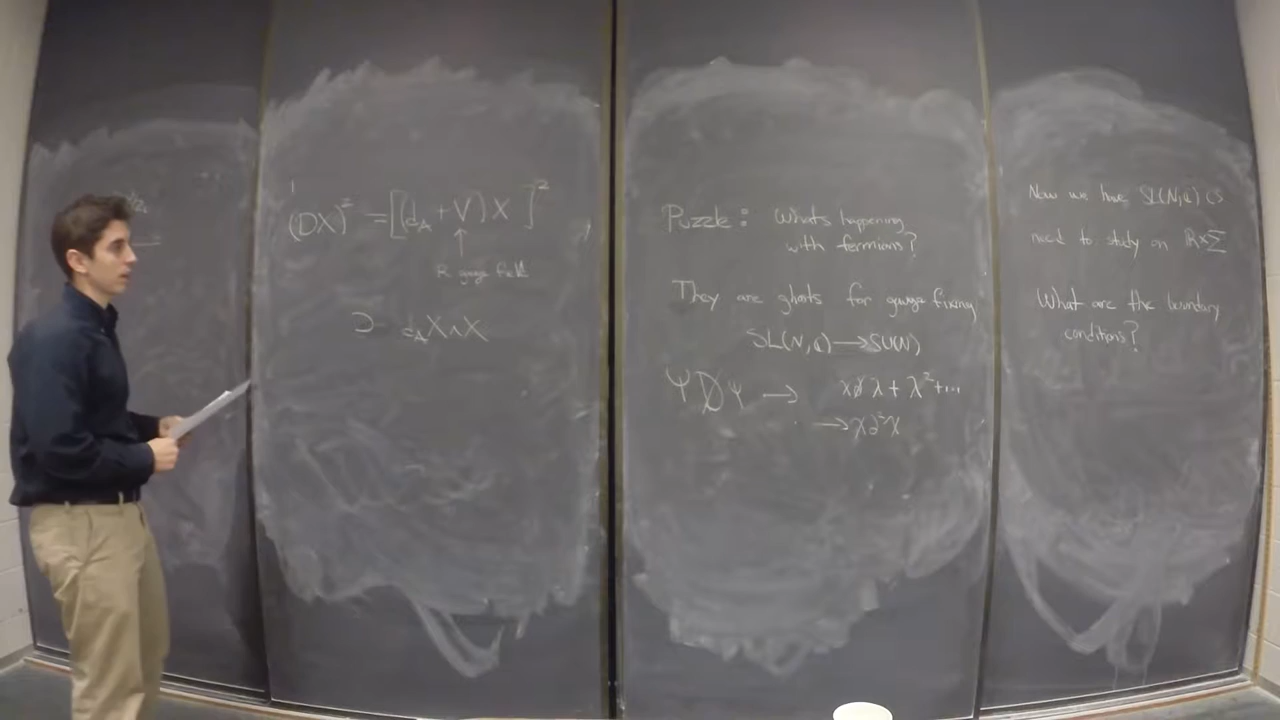 (DX)² = [(d_A + V) X ]²
↑
R gauge field
⊃ d_A X∧X
Puzzle: What's happening
with fermions?
They are ghosts for gauge fixing
SL(N,ℂ) → SU(N)
ψ D̸ ψ → χ∂̸λ + λ² + ...
→ χ∂²χ
Now we have SL(N,ℂ) CS
need to study on ℝ×Σ
What are the boundary
conditions?